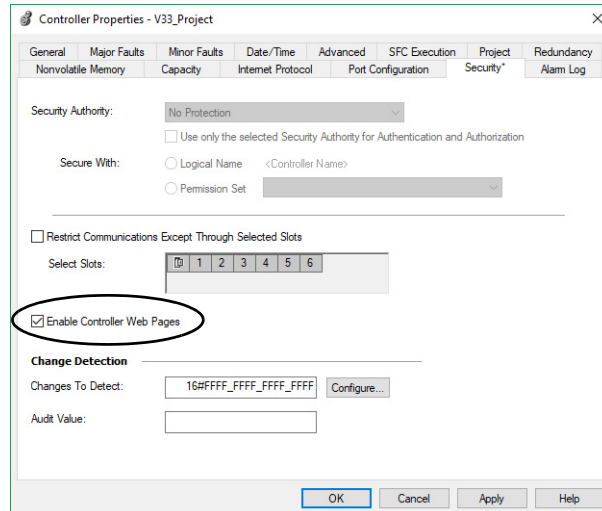 Controller Properties - V33_Project
General Major Faults Minor Faults Date/Time Advanced SFC Execution Project Redundancy
Nonvolatile Memory Capacity Internet Protocol Port Configuration Security* Alarm Log
Security Authority: No Protection
Use only the selected Security Authority for Authentication and Authorization
Secure With: Logical Name <Controller Name>
Permission Set
Restrict Communications Except Through Selected Slots
Select Slots: 1 2 3 4 5 6
Enable Controller Web Pages
Change Detection
Changes To Detect: 16#FFFF_FFFF_FFFF_FFFF Configure...
Audit Value:
OK Cancel Apply Help